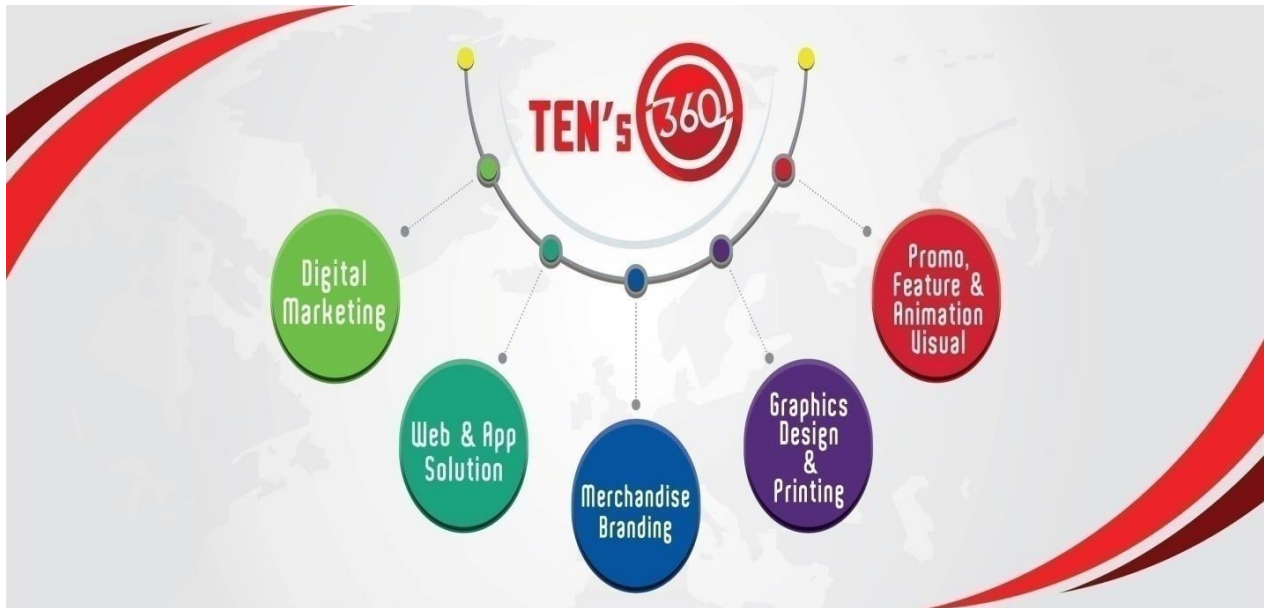 TEN's 360
Digital
Marketing
Web & App
Solution
Merchandise
Branding
Graphics
Design
&
Printing
Promo,
Feature &
Animation
Visual